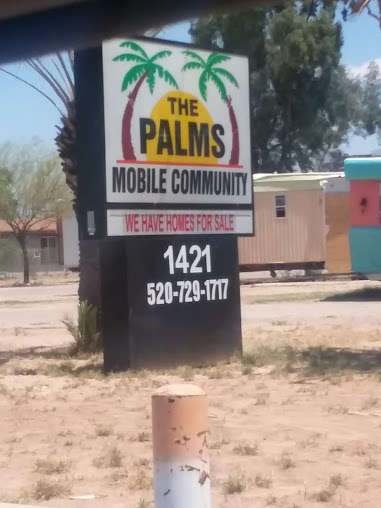 THE
PALMS
MOBILE COMMUNITY
WE HAVE HOMES FOR SALE
1421
520-729-1717